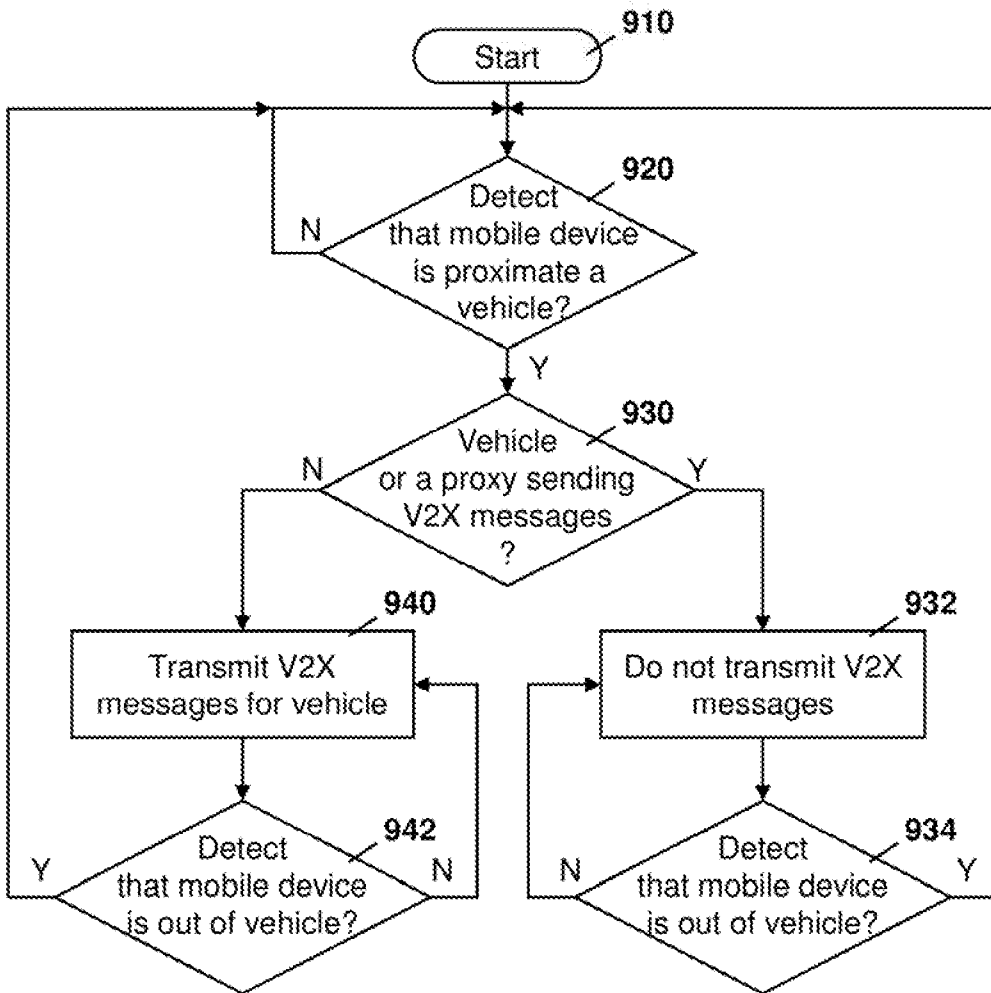 910
Start
920
Detect
that mobile device
is proximate a
vehicle?
N
Y
930
Vehicle
or a proxy sending
V2X messages
?
N
Y
940
Transmit V2X
messages for vehicle
932
Do not transmit V2X
messages
942
Detect
that mobile device
is out of vehicle?
Y
N
934
Detect
that mobile device
is out of vehicle?
N
Y